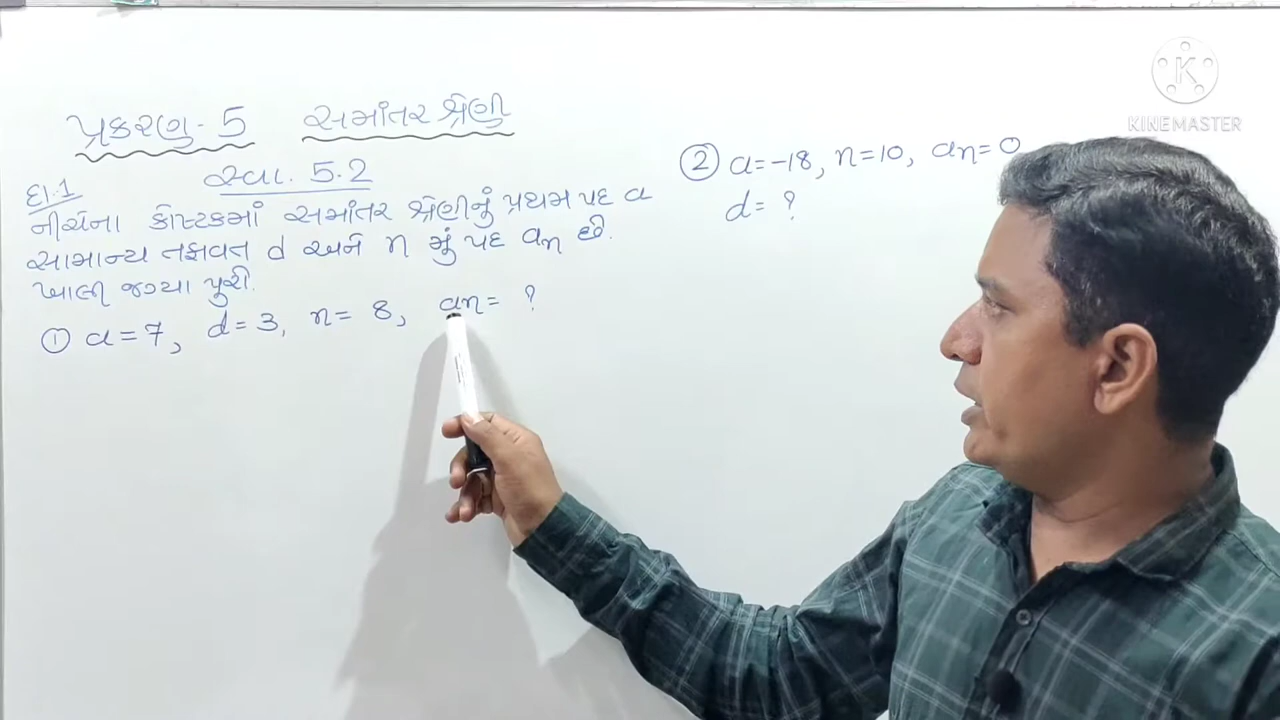 પ્રકરણ - 5 સમાંતર શ્રેણી
સ્વા. 5.2
દા.1
નીચેના કોષ્ટકમાં સમાંતર શ્રેણીનું પ્રથમ પદ a
સામાન્ય તફાવત d અને n મું પદ an છે.
ખાલી જગ્યા પુરો.
① a = 7, d = 3, n = 8, an = ?
② a = -18, n = 10, an = 0
d = ?
K
KINEMASTER